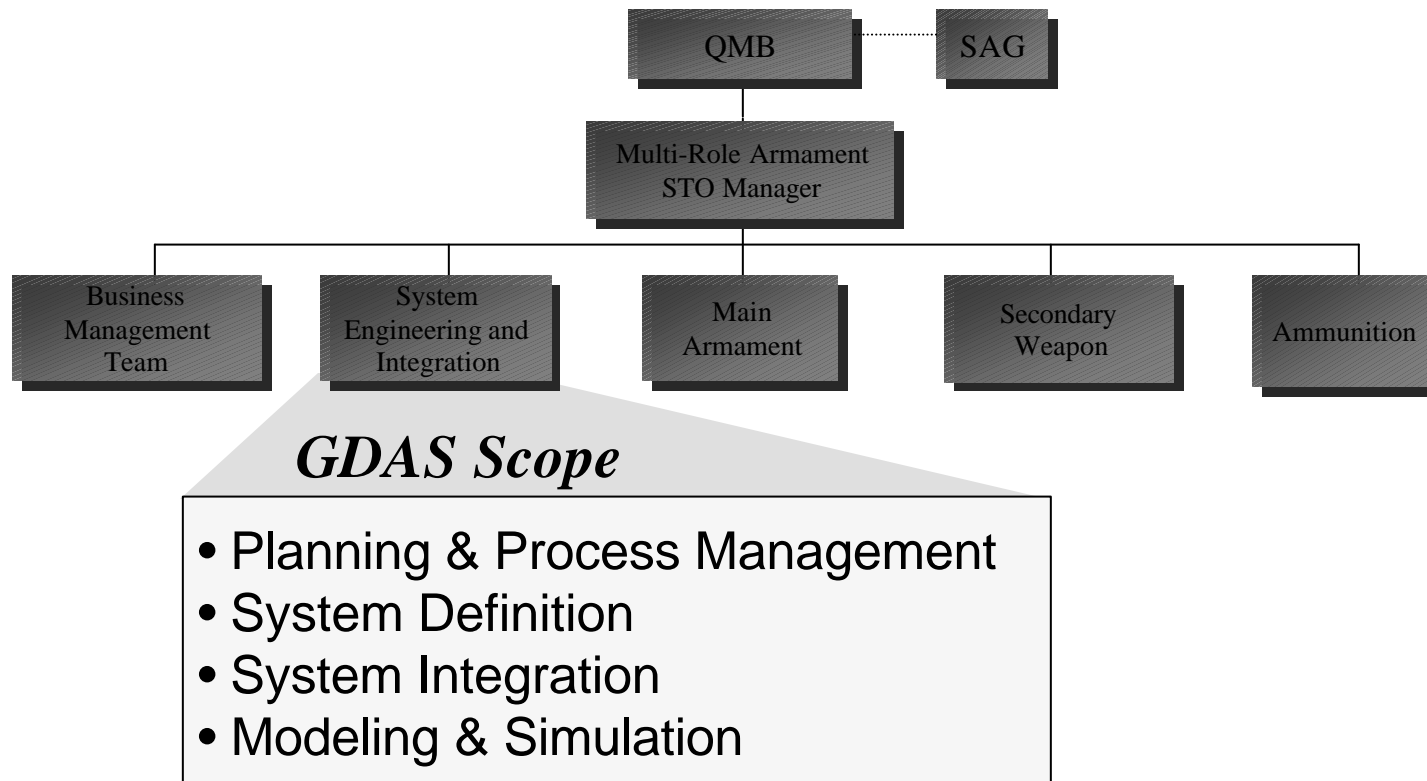 QMB
SAG
Multi-Role Armament
STO Manager
Business
Management
Team
System
Engineering and
Integration
Main
Armament
Secondary
Weapon
Ammunition
GDAS Scope
• Planning & Process Management
• System Definition
• System Integration
• Modeling & Simulation